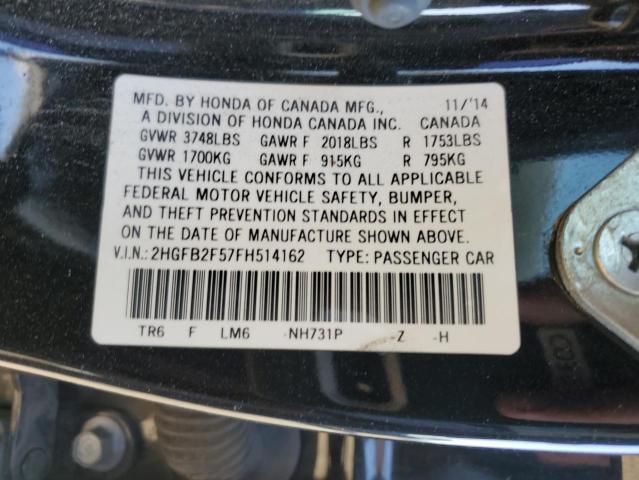 MFD. BY HONDA OF CANADA MFG., 11/'14
A DIVISION OF HONDA CANADA INC. CANADA
GVWR 3748LBS GAWR F 2018LBS R 1753LBS
GVWR 1700KG GAWR F 915KG R 795KG
THIS VEHICLE CONFORMS TO ALL APPLICABLE
FEDERAL MOTOR VEHICLE SAFETY, BUMPER,
AND THEFT PREVENTION STANDARDS IN EFFECT
ON THE DATE OF MANUFACTURE SHOWN ABOVE.
V.I.N.: 2HGFB2F57FH514162 TYPE: PASSENGER CAR
TR6 F LM6 -NH731P -Z -H